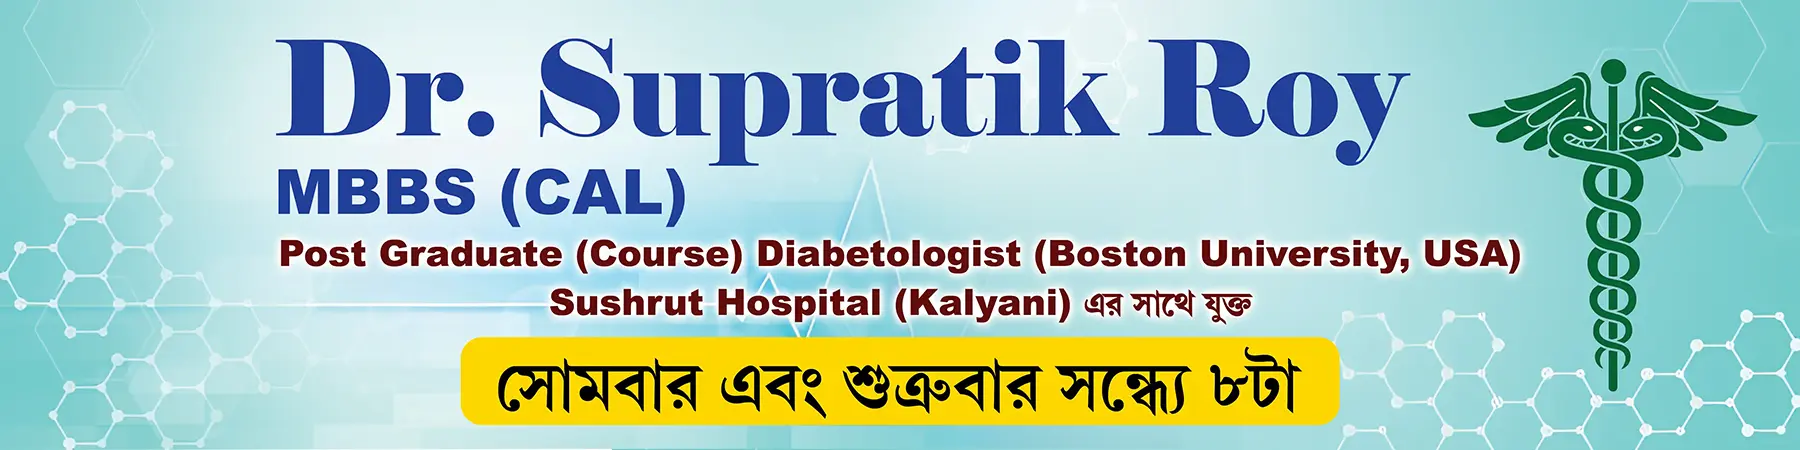 Dr. Supratik Roy
MBBS (CAL)
Post Graduate (Course) Diabetologist (Boston University, USA)
Sushrut Hospital (Kalyani) এর সাথে যুক্ত
সোমবার এবং শুক্রবার সন্ধ্যে ৮টা